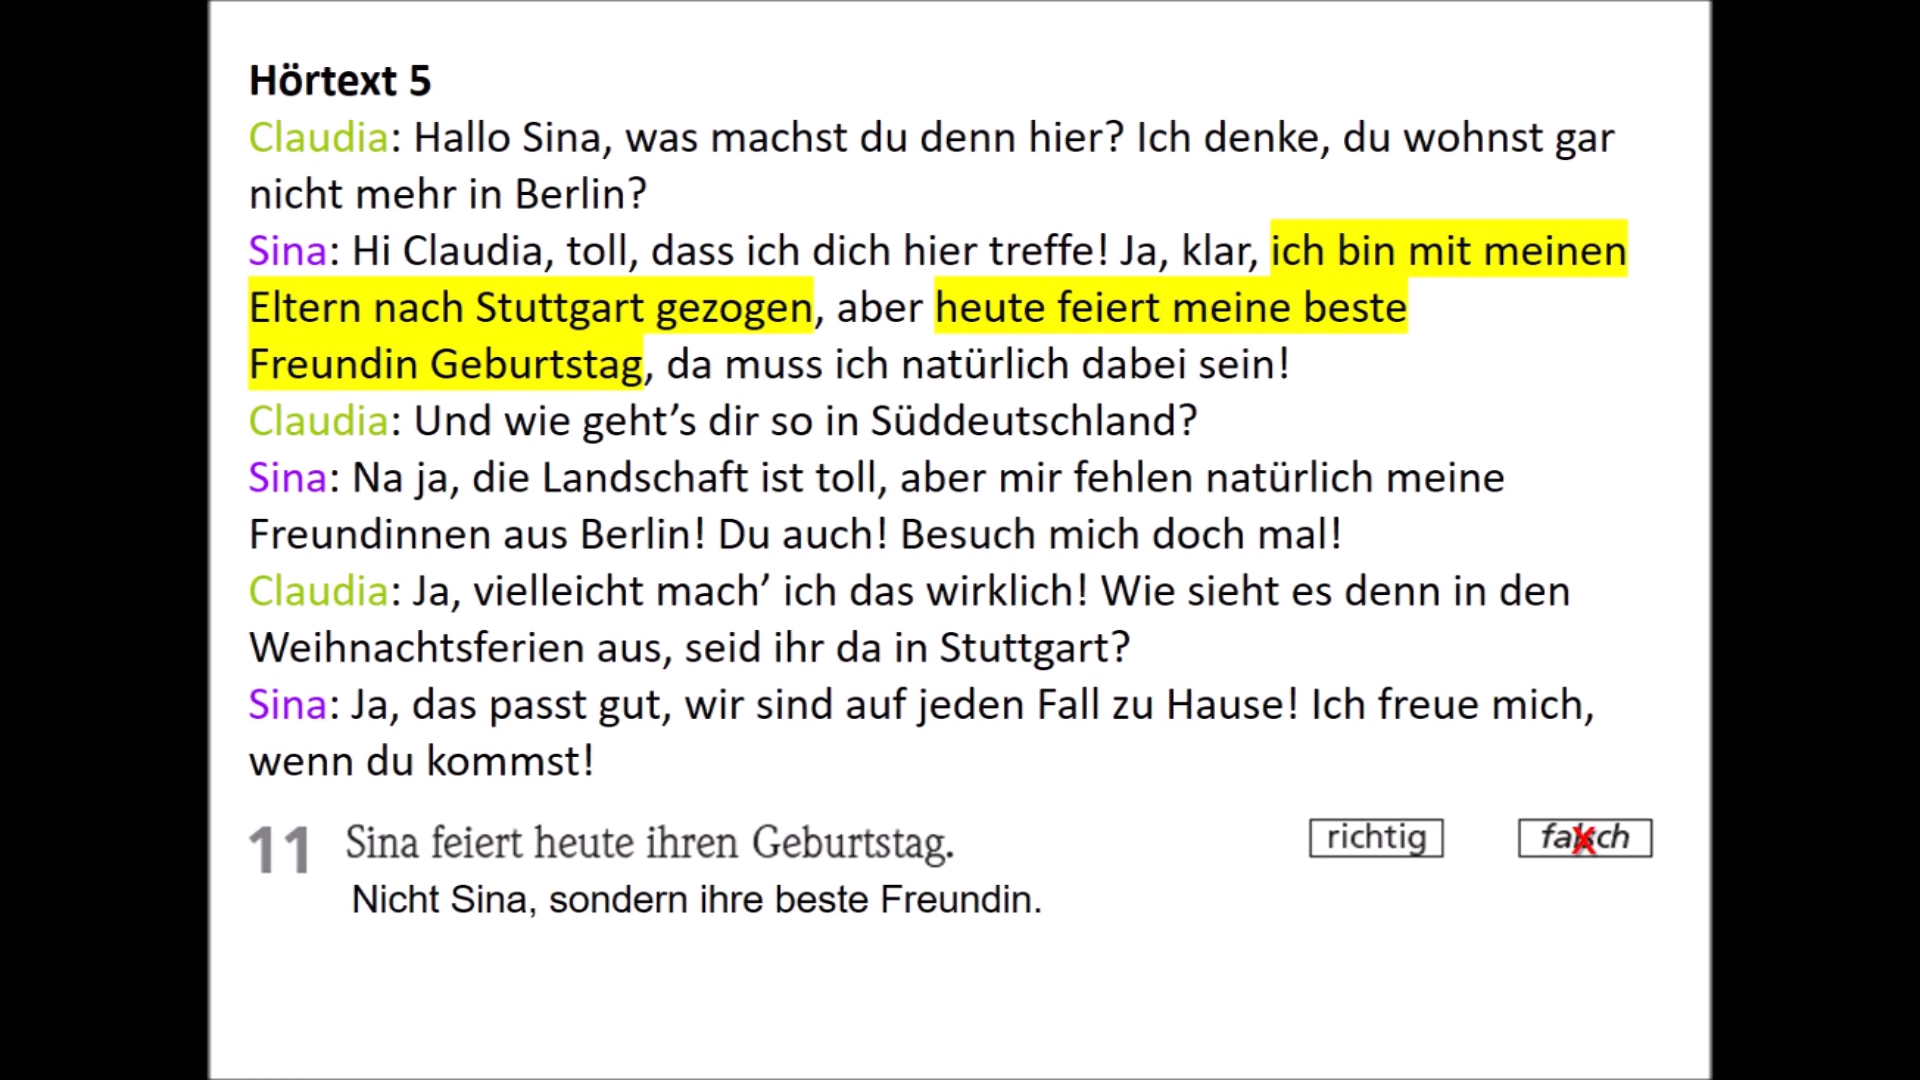 Hörtext 5
Claudia: Hallo Sina, was machst du denn hier? Ich denke, du wohnst gar
nicht mehr in Berlin?
Sina: Hi Claudia, toll, dass ich dich hier treffe! Ja, klar, ich bin mit meinen
Eltern nach Stuttgart gezogen, aber heute feiert meine beste
Freundin Geburtstag, da muss ich natürlich dabei sein!
Claudia: Und wie geht’s dir so in Süddeutschland?
Sina: Na ja, die Landschaft ist toll, aber mir fehlen natürlich meine
Freundinnen aus Berlin! Du auch! Besuch mich doch mal!
Claudia: Ja, vielleicht mach’ ich das wirklich! Wie sieht es denn in den
Weihnachtsferien aus, seid ihr da in Stuttgart?
Sina: Ja, das passt gut, wir sind auf jeden Fall zu Hause! Ich freue mich,
wenn du kommst!
11 Sina feiert heute ihren Geburtstag. richtig falsch
Nicht Sina, sondern ihre beste Freundin.